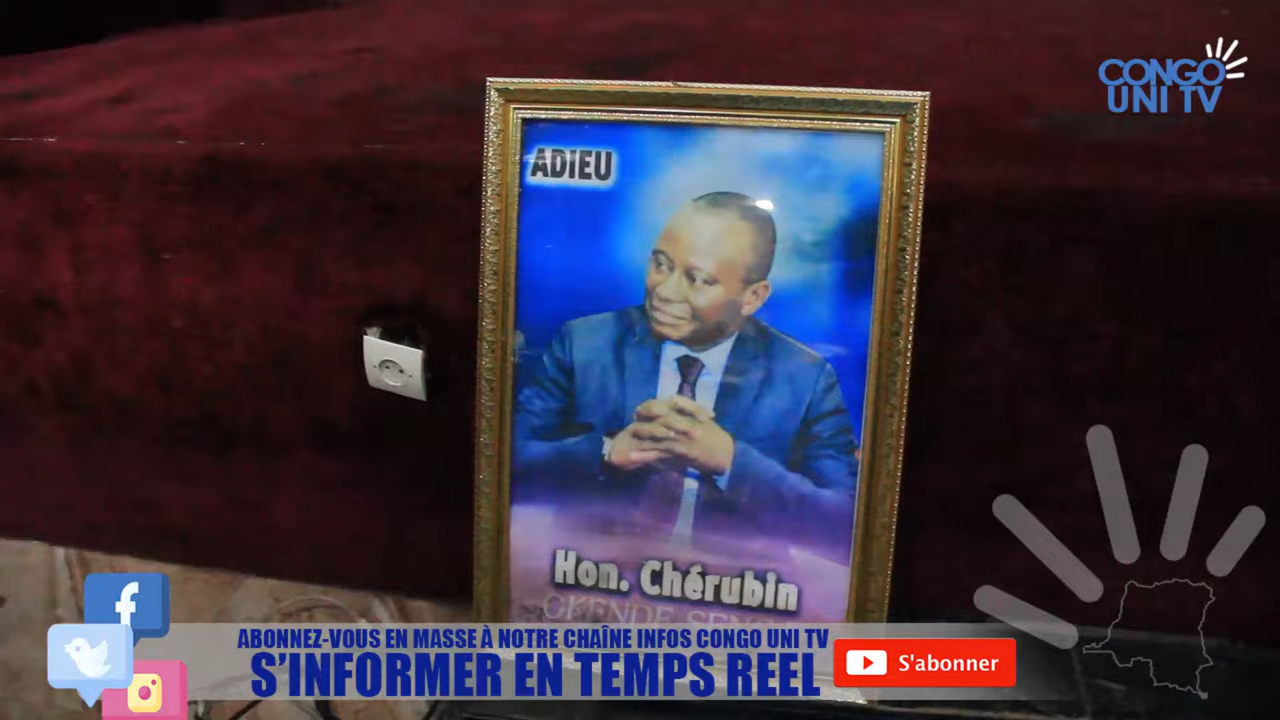 CONGO
UNI TV
ADIEU
Hon. Chérubin
ABONNEZ-VOUS EN MASSE À NOTRE CHAÎNE INFOS CONGO UNI TV
S'INFORMER EN TEMPS REEL
S'abonner